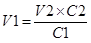 V1 = V2 × C2 / C1